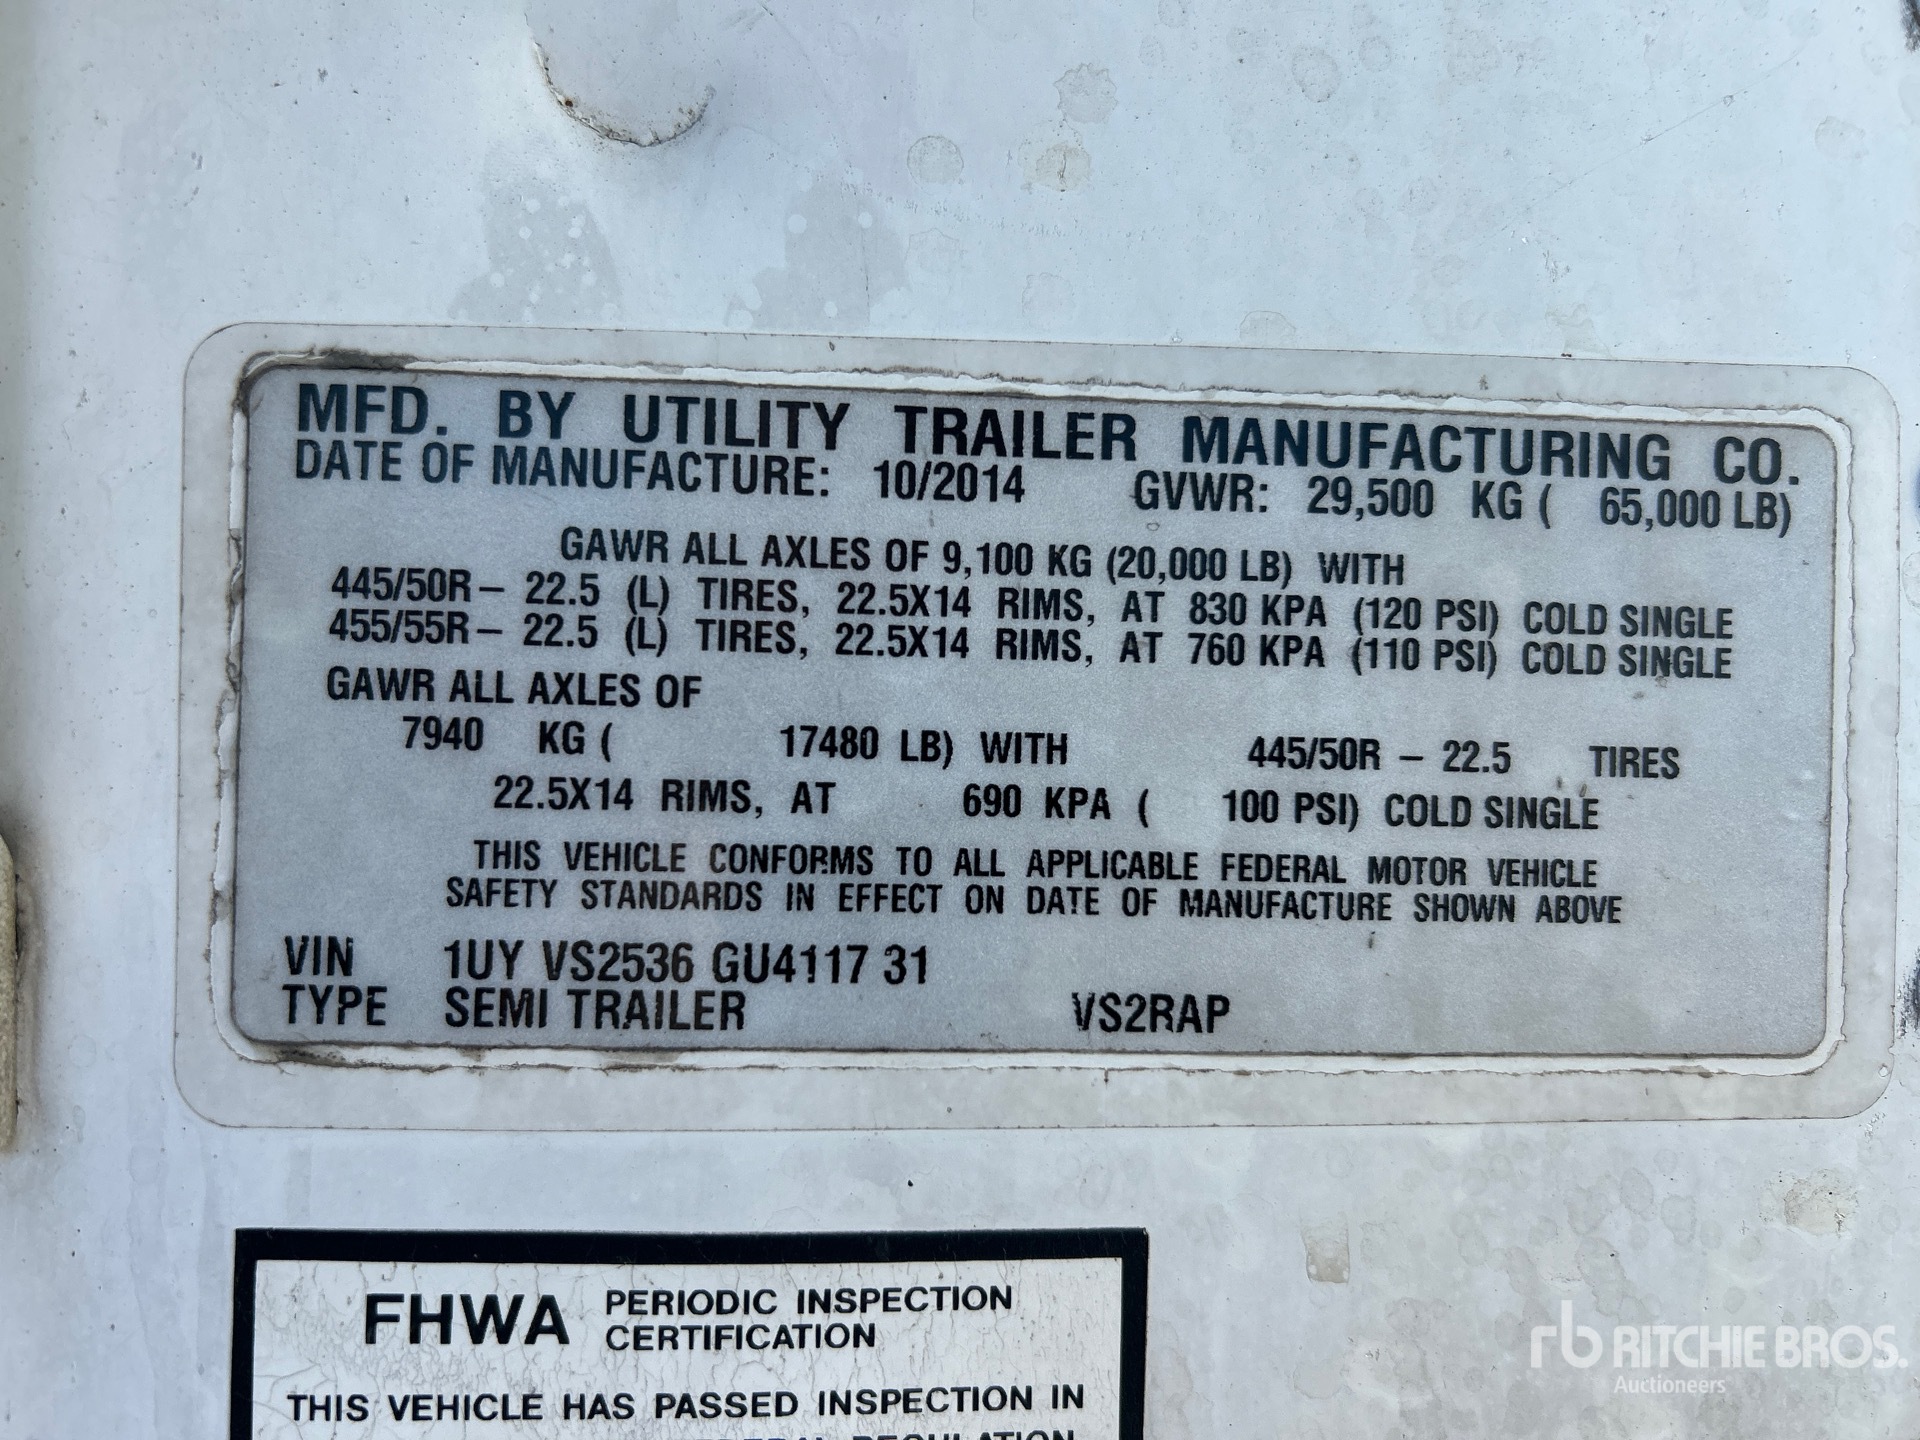 MFD. BY UTILITY TRAILER MANUFACTURING CO.
DATE OF MANUFACTURE: 10/2014 GVWR: 29,500 KG ( 65,000 LB)
GAWR ALL AXLES OF 9,100 KG (20,000 LB) WITH
445/50R – 22.5 (L) TIRES, 22.5X14 RIMS, AT 830 KPA (120 PSI) COLD SINGLE
455/55R – 22.5 (L) TIRES, 22.5X14 RIMS, AT 760 KPA (110 PSI) COLD SINGLE
GAWR ALL AXLES OF
7940 KG ( 17480 LB) WITH 445/50R – 22.5 TIRES
22.5X14 RIMS, AT 690 KPA ( 100 PSI) COLD SINGLE
THIS VEHICLE CONFORMS TO ALL APPLICABLE FEDERAL MOTOR VEHICLE
SAFETY STANDARDS IN EFFECT ON DATE OF MANUFACTURE SHOWN ABOVE
VIN 1UY VS2536 GU4117 31
TYPE SEMI TRAILER VS2RAP
FHWA PERIODIC INSPECTION
CERTIFICATION
THIS VEHICLE HAS PASSED INSPECTION IN
FEDERAL REGULATION
rb RITCHIE BROS.
Auctioneers